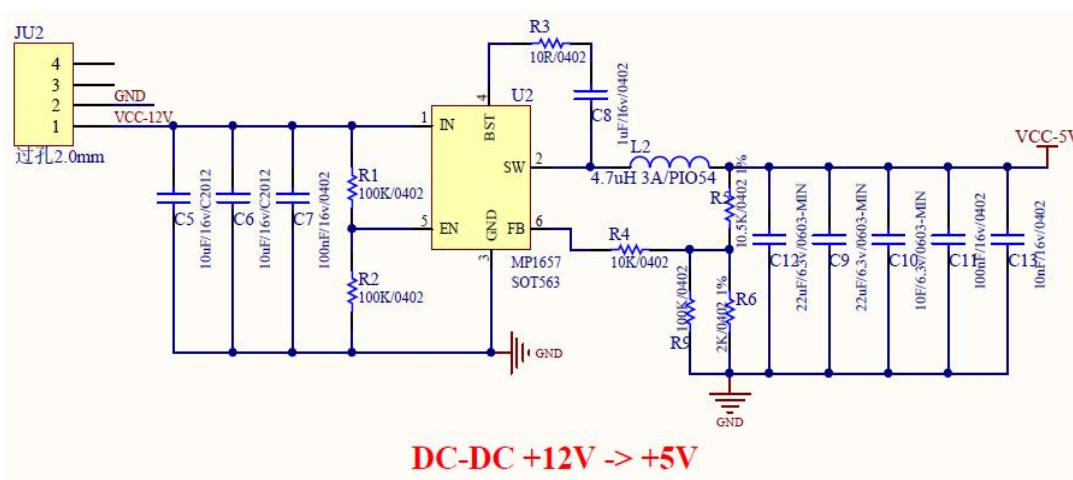 JU2
4
3
2
1
GND
VCC-12V
过孔2.0mm
C5
10uF/16v/C2012
C6
10uF/16v/C2012
C7
100nF/16v/0402
R1
100K/0402
R2
100K/0402
R3
10R/0402
C8
1uF/16v/0402
U2
1
IN
4
BST
SW
2
5
EN
GND
3
FB
6
MP1657
SOT563
GND
L2
4.7uH 3A/PIO54
R4
10K/0402
R5
10.5K/0402 1%
R9
100K/0402
R6
2K/0402 1%
GND
C12
22uF/6.3v/0603-MIN
C9
22uF/6.3v/0603-MIN
C10
10F/6.3v/0603-MIN
C11
100nF/16v/0402
C13
10nF/16v/0402
VCC-5V
DC-DC +12V -> +5V